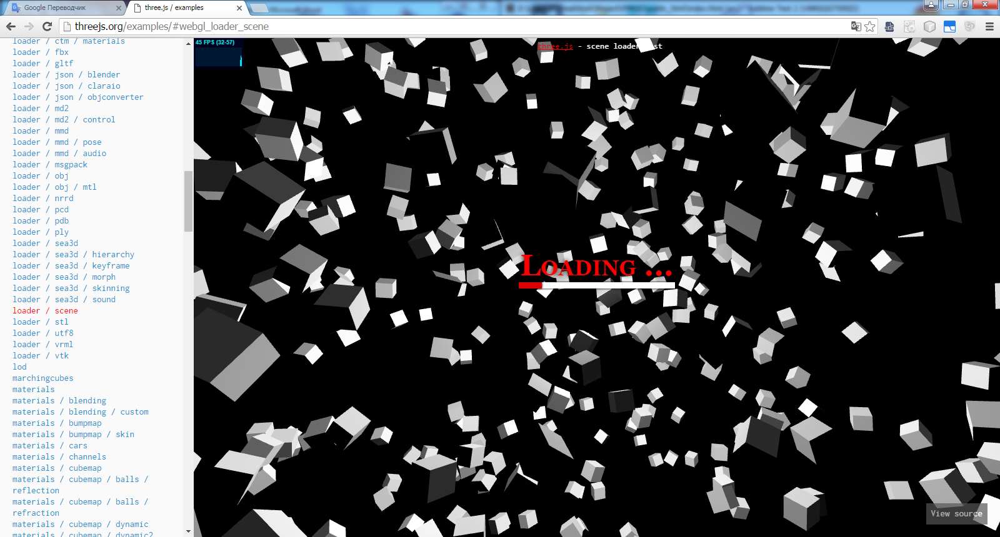 Google Переводчик
three.js / examples
threejs.org/examples/#webgl_loader_scene
loader / ctm / materials
loader / fbx
loader / gltf
loader / json / blender
loader / json / claraio
loader / json / objconverter
loader / md2
loader / md2 / control
loader / mmd
loader / mmd / pose
loader / mmd / audio
loader / msgpack
loader / obj
loader / obj / mtl
loader / nrrd
loader / pcd
loader / pdb
loader / ply
loader / sea3d
loader / sea3d / hierarchy
loader / sea3d / keyframe
loader / sea3d / morph
loader / sea3d / skinning
loader / sea3d / sound
loader / scene
loader / stl
loader / utf8
loader / vrml
loader / vtk
lod
marchingcubes
materials
materials / blending
materials / blending / custom
materials / bumpmap
materials / bumpmap / skin
materials / cars
materials / channels
materials / cubemap
materials / cubemap / balls /
reflection
materials / cubemap / balls /
refraction
materials / cubemap / dynamic
materials / cubemap / dynamic2
45 FPS (32-57)
three.js - scene loader test
Loading ...
View source